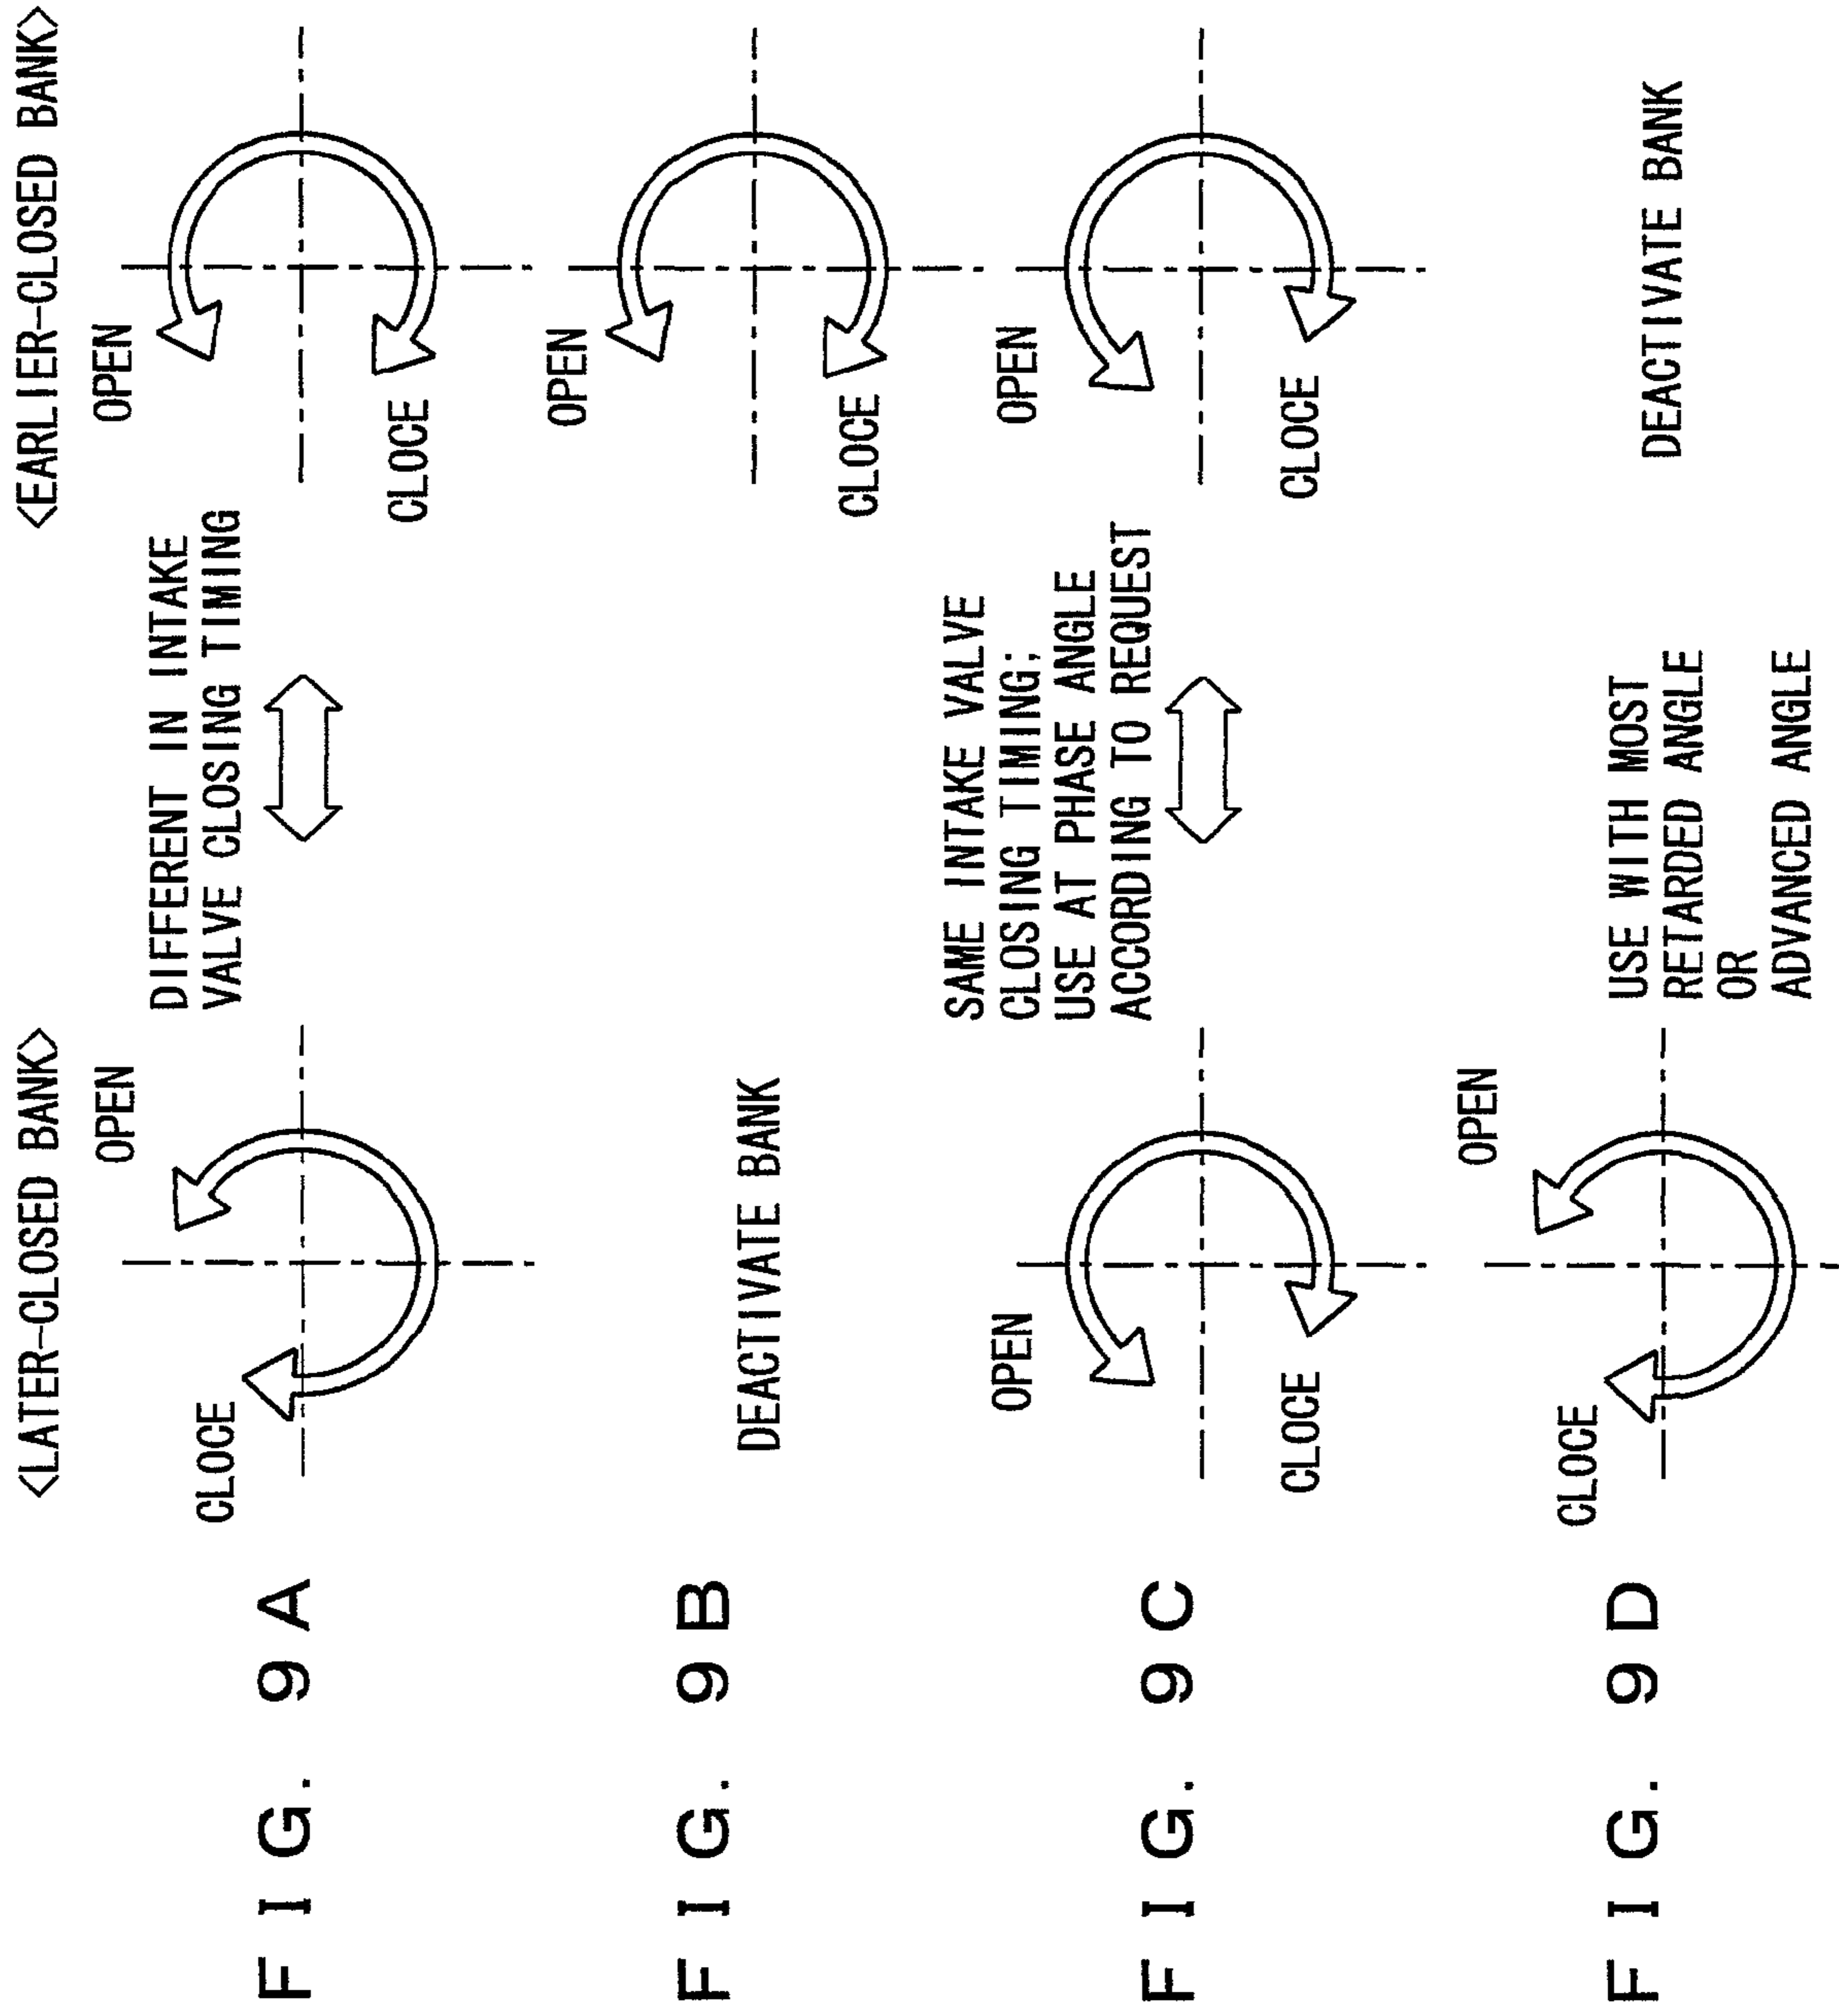 <LATER-CLOSED BANK>
<EARLIER-CLOSED BANK>
FIG. 9A
OPEN
CLOCE
DIFFERENT IN INTAKE
VALVE CLOSING TIMING
OPEN
CLOCE
FIG. 9B
DEACTIVATE BANK
OPEN
CLOCE
FIG. 9C
OPEN
CLOCE
SAME INTAKE VALVE
CLOSING TIMING;
USE AT PHASE ANGLE
ACCORDING TO REQUEST
OPEN
CLOCE
FIG. 9D
OPEN
CLOCE
USE WITH MOST
RETARDED ANGLE
OR
ADVANCED ANGLE
DEACTIVATE BANK